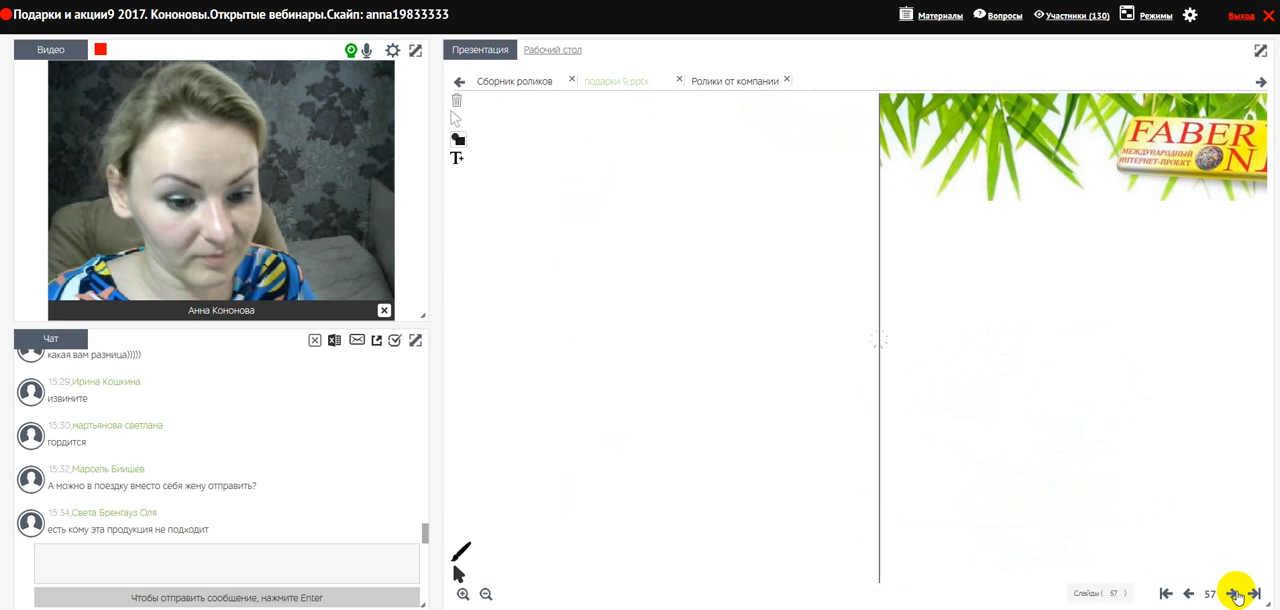 Подарки и акции9 2017. Кононовы.Открытые вебинары.Скайп: anna19833333
Материалы
Вопросы
Участники (130)
Режимы
Выход
Видео
Анна Кононова
Чат
какая вам разница)))))
15:29,Ирина Кошкина
извините
15:30,мартьянова светлана
гордится
15:32,Марсель Биишев
А можно в поездку вместо себя жену отправить?
15:34,Света Бренгауз Оля
есть кому эта продукция не подходит
Чтобы отправить сообщение, нажмите Enter
Презентация
Рабочий стол
Сборник роликов
подарки 9.ppsx
Ролики от компании
T+
FABER
МЕЖДУНАРОДНЫЙ
ИНТЕРНЕТ-ПРОЕКТ
Слайды ( 57 )
57